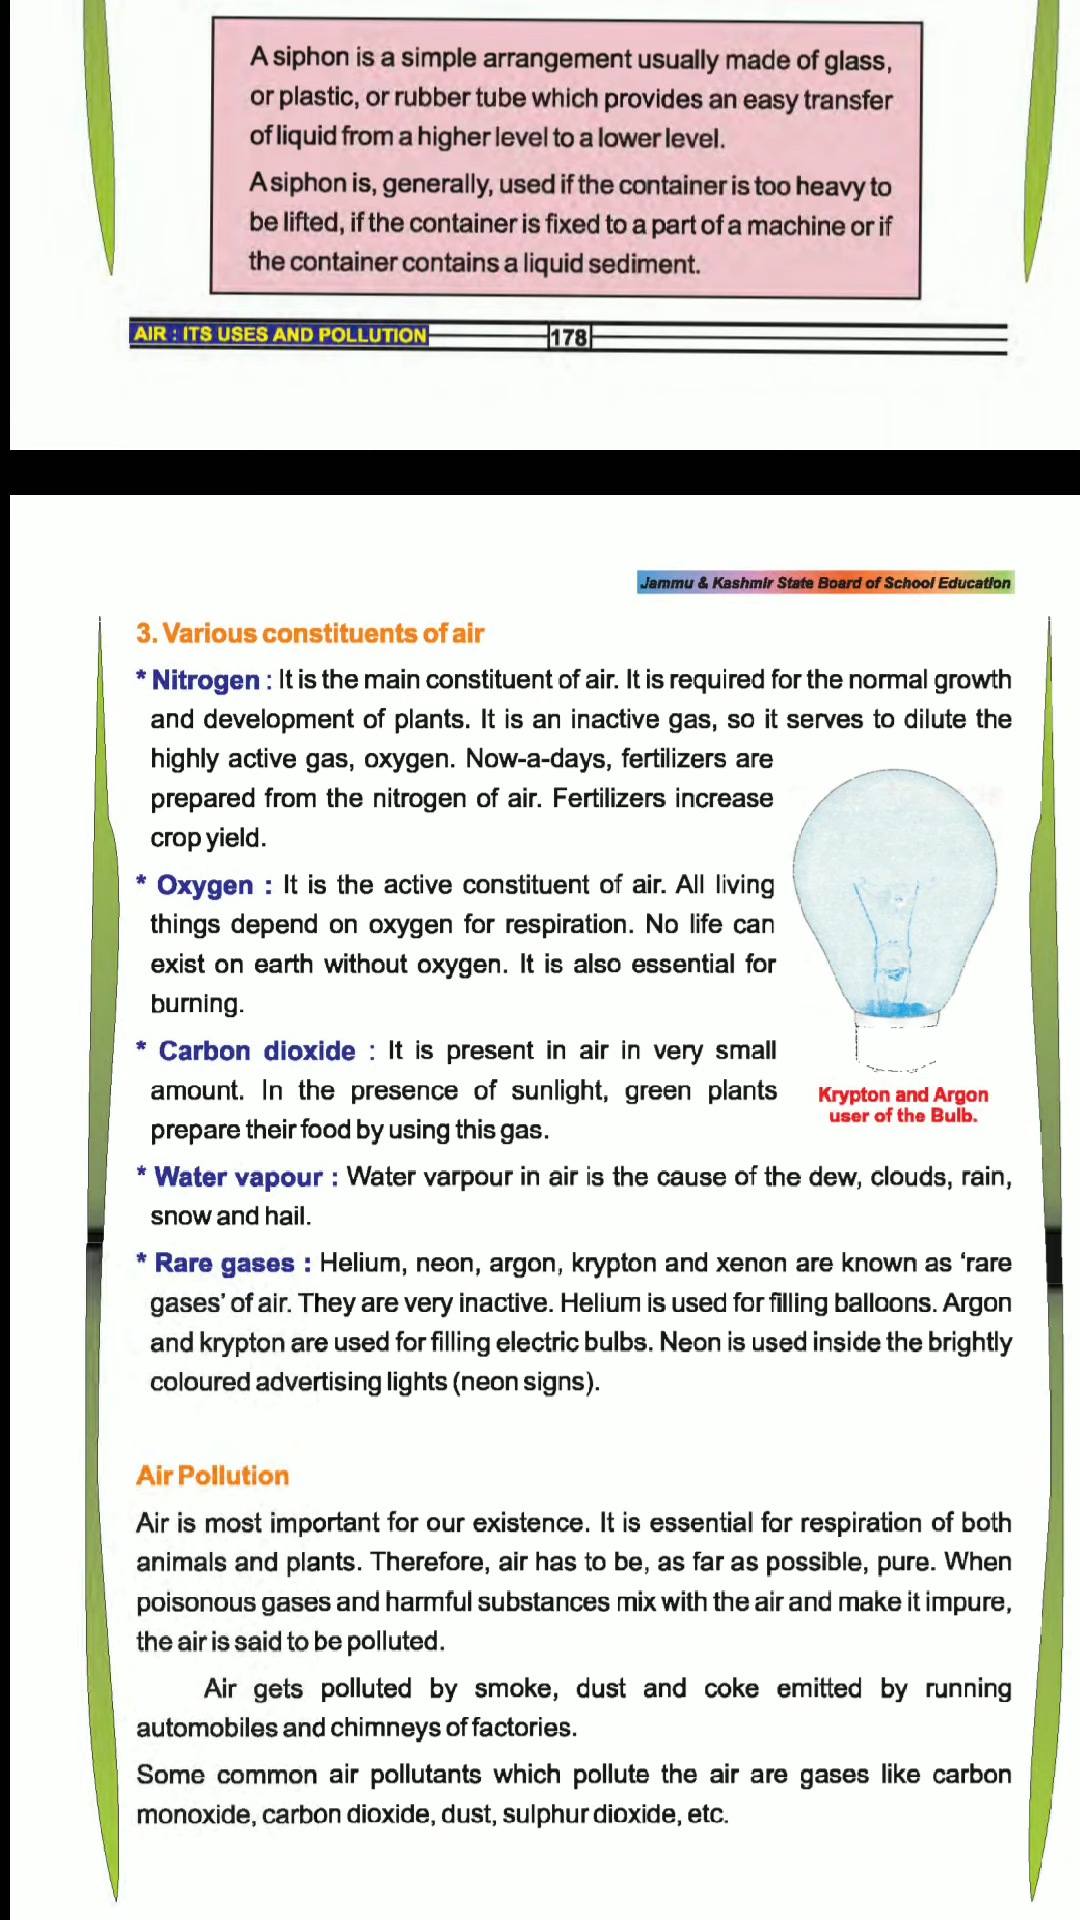 A siphon is a simple arrangement usually made of glass,
or plastic, or rubber tube which provides an easy transfer
of liquid from a higher level to a lower level.
A siphon is, generally, used if the container is too heavy to
be lifted, if the container is fixed to a part of a machine or if
the container contains a liquid sediment.
AIR : ITS USES AND POLLUTION 178
Jammu & Kashmir State Board of School Education
3. Various constituents of air
* Nitrogen : It is the main constituent of air. It is required for the normal growth
and development of plants. It is an inactive gas, so it serves to dilute the
highly active gas, oxygen. Now-a-days, fertilizers are
prepared from the nitrogen of air. Fertilizers increase
crop yield.
* Oxygen : It is the active constituent of air. All living
things depend on oxygen for respiration. No life can
exist on earth without oxygen. It is also essential for
burning.
* Carbon dioxide : It is present in air in very small
amount. In the presence of sunlight, green plants
prepare their food by using this gas.
Krypton and Argon
user of the Bulb.
* Water vapour : Water varpour in air is the cause of the dew, clouds, rain,
snow and hail.
* Rare gases : Helium, neon, argon, krypton and xenon are known as ‘rare
gases’ of air. They are very inactive. Helium is used for filling balloons. Argon
and krypton are used for filling electric bulbs. Neon is used inside the brightly
coloured advertising lights (neon signs).
Air Pollution
Air is most important for our existence. It is essential for respiration of both
animals and plants. Therefore, air has to be, as far as possible, pure. When
poisonous gases and harmful substances mix with the air and make it impure,
the air is said to be polluted.
Air gets polluted by smoke, dust and coke emitted by running
automobiles and chimneys of factories.
Some common air pollutants which pollute the air are gases like carbon
monoxide, carbon dioxide, dust, sulphur dioxide, etc.